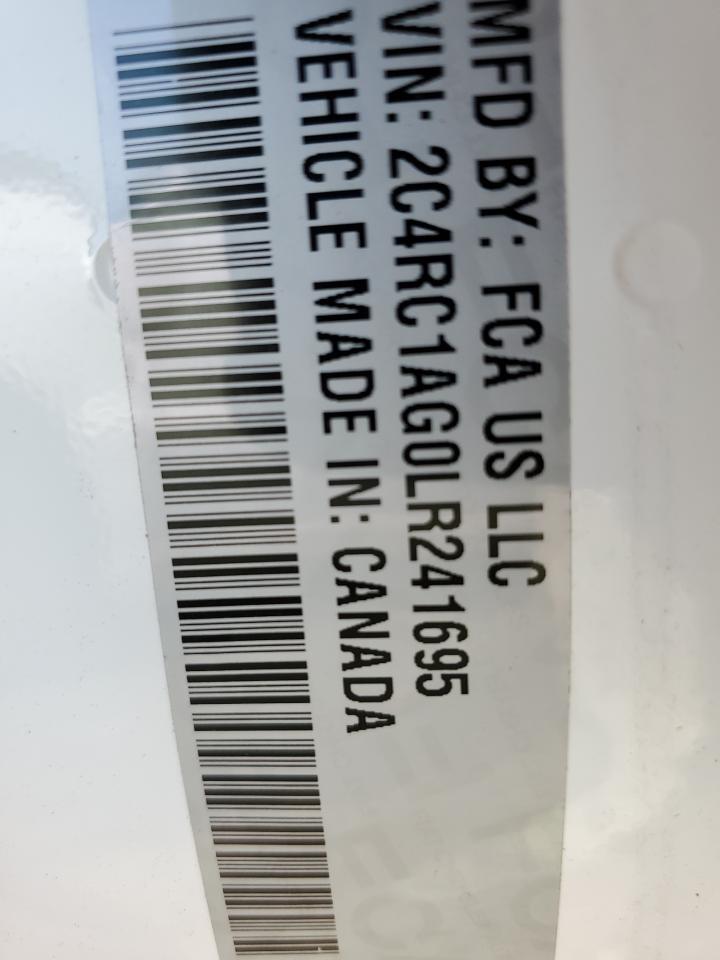 MFD BY: FCA US LLC
VIN: 2C4RC1AG0LR241695
VEHICLE MADE IN: CANADA